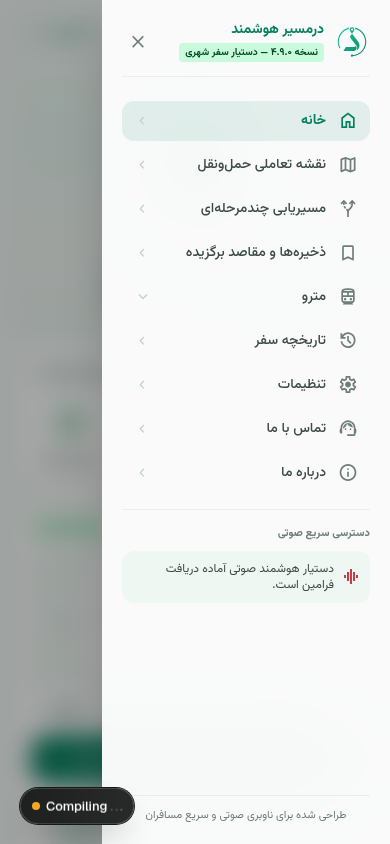 درمسیر هوشمند
نسخه ۴.۹.۰ – دستیار سفر شهری
خانه
نقشه تعاملی حمل‌ونقل
مسیریابی چندمرحله‌ای
ذخیره‌ها و مقاصد برگزیده
مترو
تاریخچه سفر
تنظیمات
تماس با ما
درباره ما
دسترسی سریع صوتی
دستیار هوشمند صوتی آماده دریافت
فرامین است.
طراحی شده برای ناوبری صوتی و سریع مسافران
Compiling ...